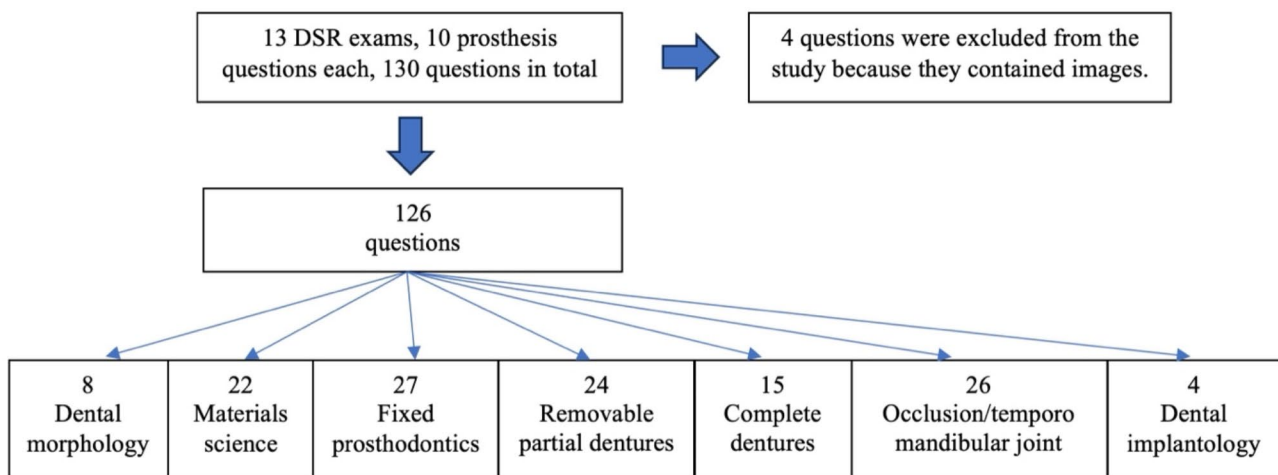 13 DSR exams, 10 prosthesis
questions each, 130 questions in total
4 questions were excluded from the
study because they contained images.
126
questions
8
Dental
morphology
22
Materials
science
27
Fixed
prosthodontics
24
Removable
partial dentures
15
Complete
dentures
26
Occlusion/temporo
mandibular joint
4
Dental
implantology